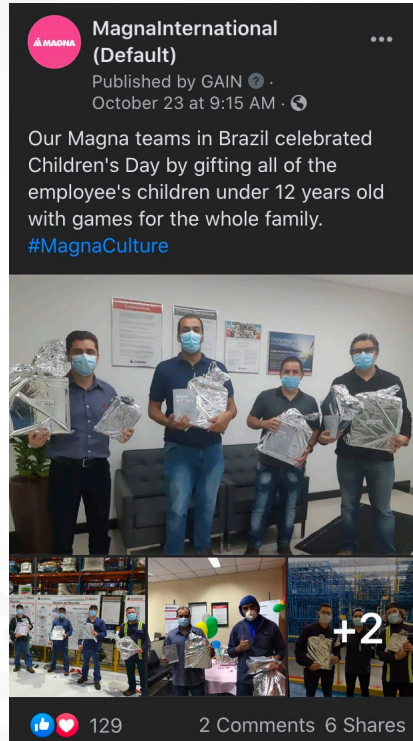 MAGNA
MagnaInternational
(Default)
Published by GAIN ? ·
October 23 at 9:15 AM ·
Our Magna teams in Brazil celebrated
Children's Day by gifting all of the
employee's children under 12 years old
with games for the whole family.
#MagnaCulture
+2
129
2 Comments 6 Shares